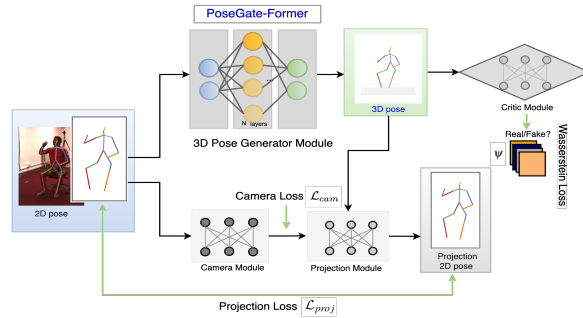 PoseGate-Former
N layers
...
3D Pose Generator Module
3D pose
Critic Module
Real/Fake?
ψ
Wasserstein Loss
2D pose
Camera Loss ℒcam
Camera Module
Projection Module
Projection
2D pose
Projection Loss ℒproj